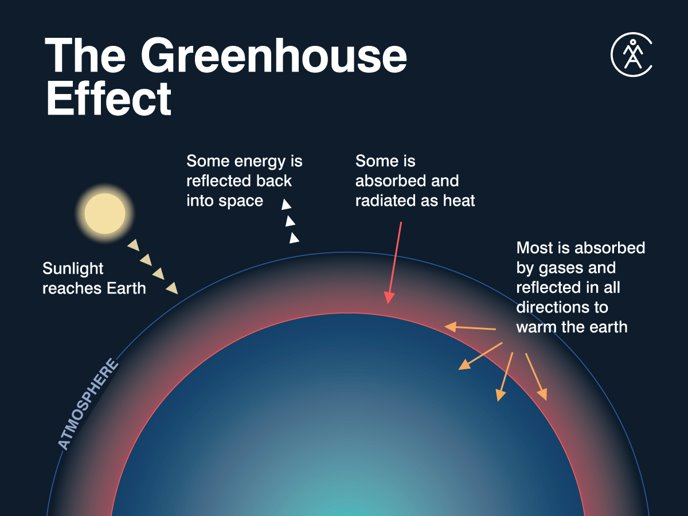 The Greenhouse
Effect
Some energy is
reflected back
into space
Some is
absorbed and
radiated as heat
Sunlight
reaches Earth
Most is absorbed
by gases and
reflected in all
directions to
warm the earth
ATMOSPHERE